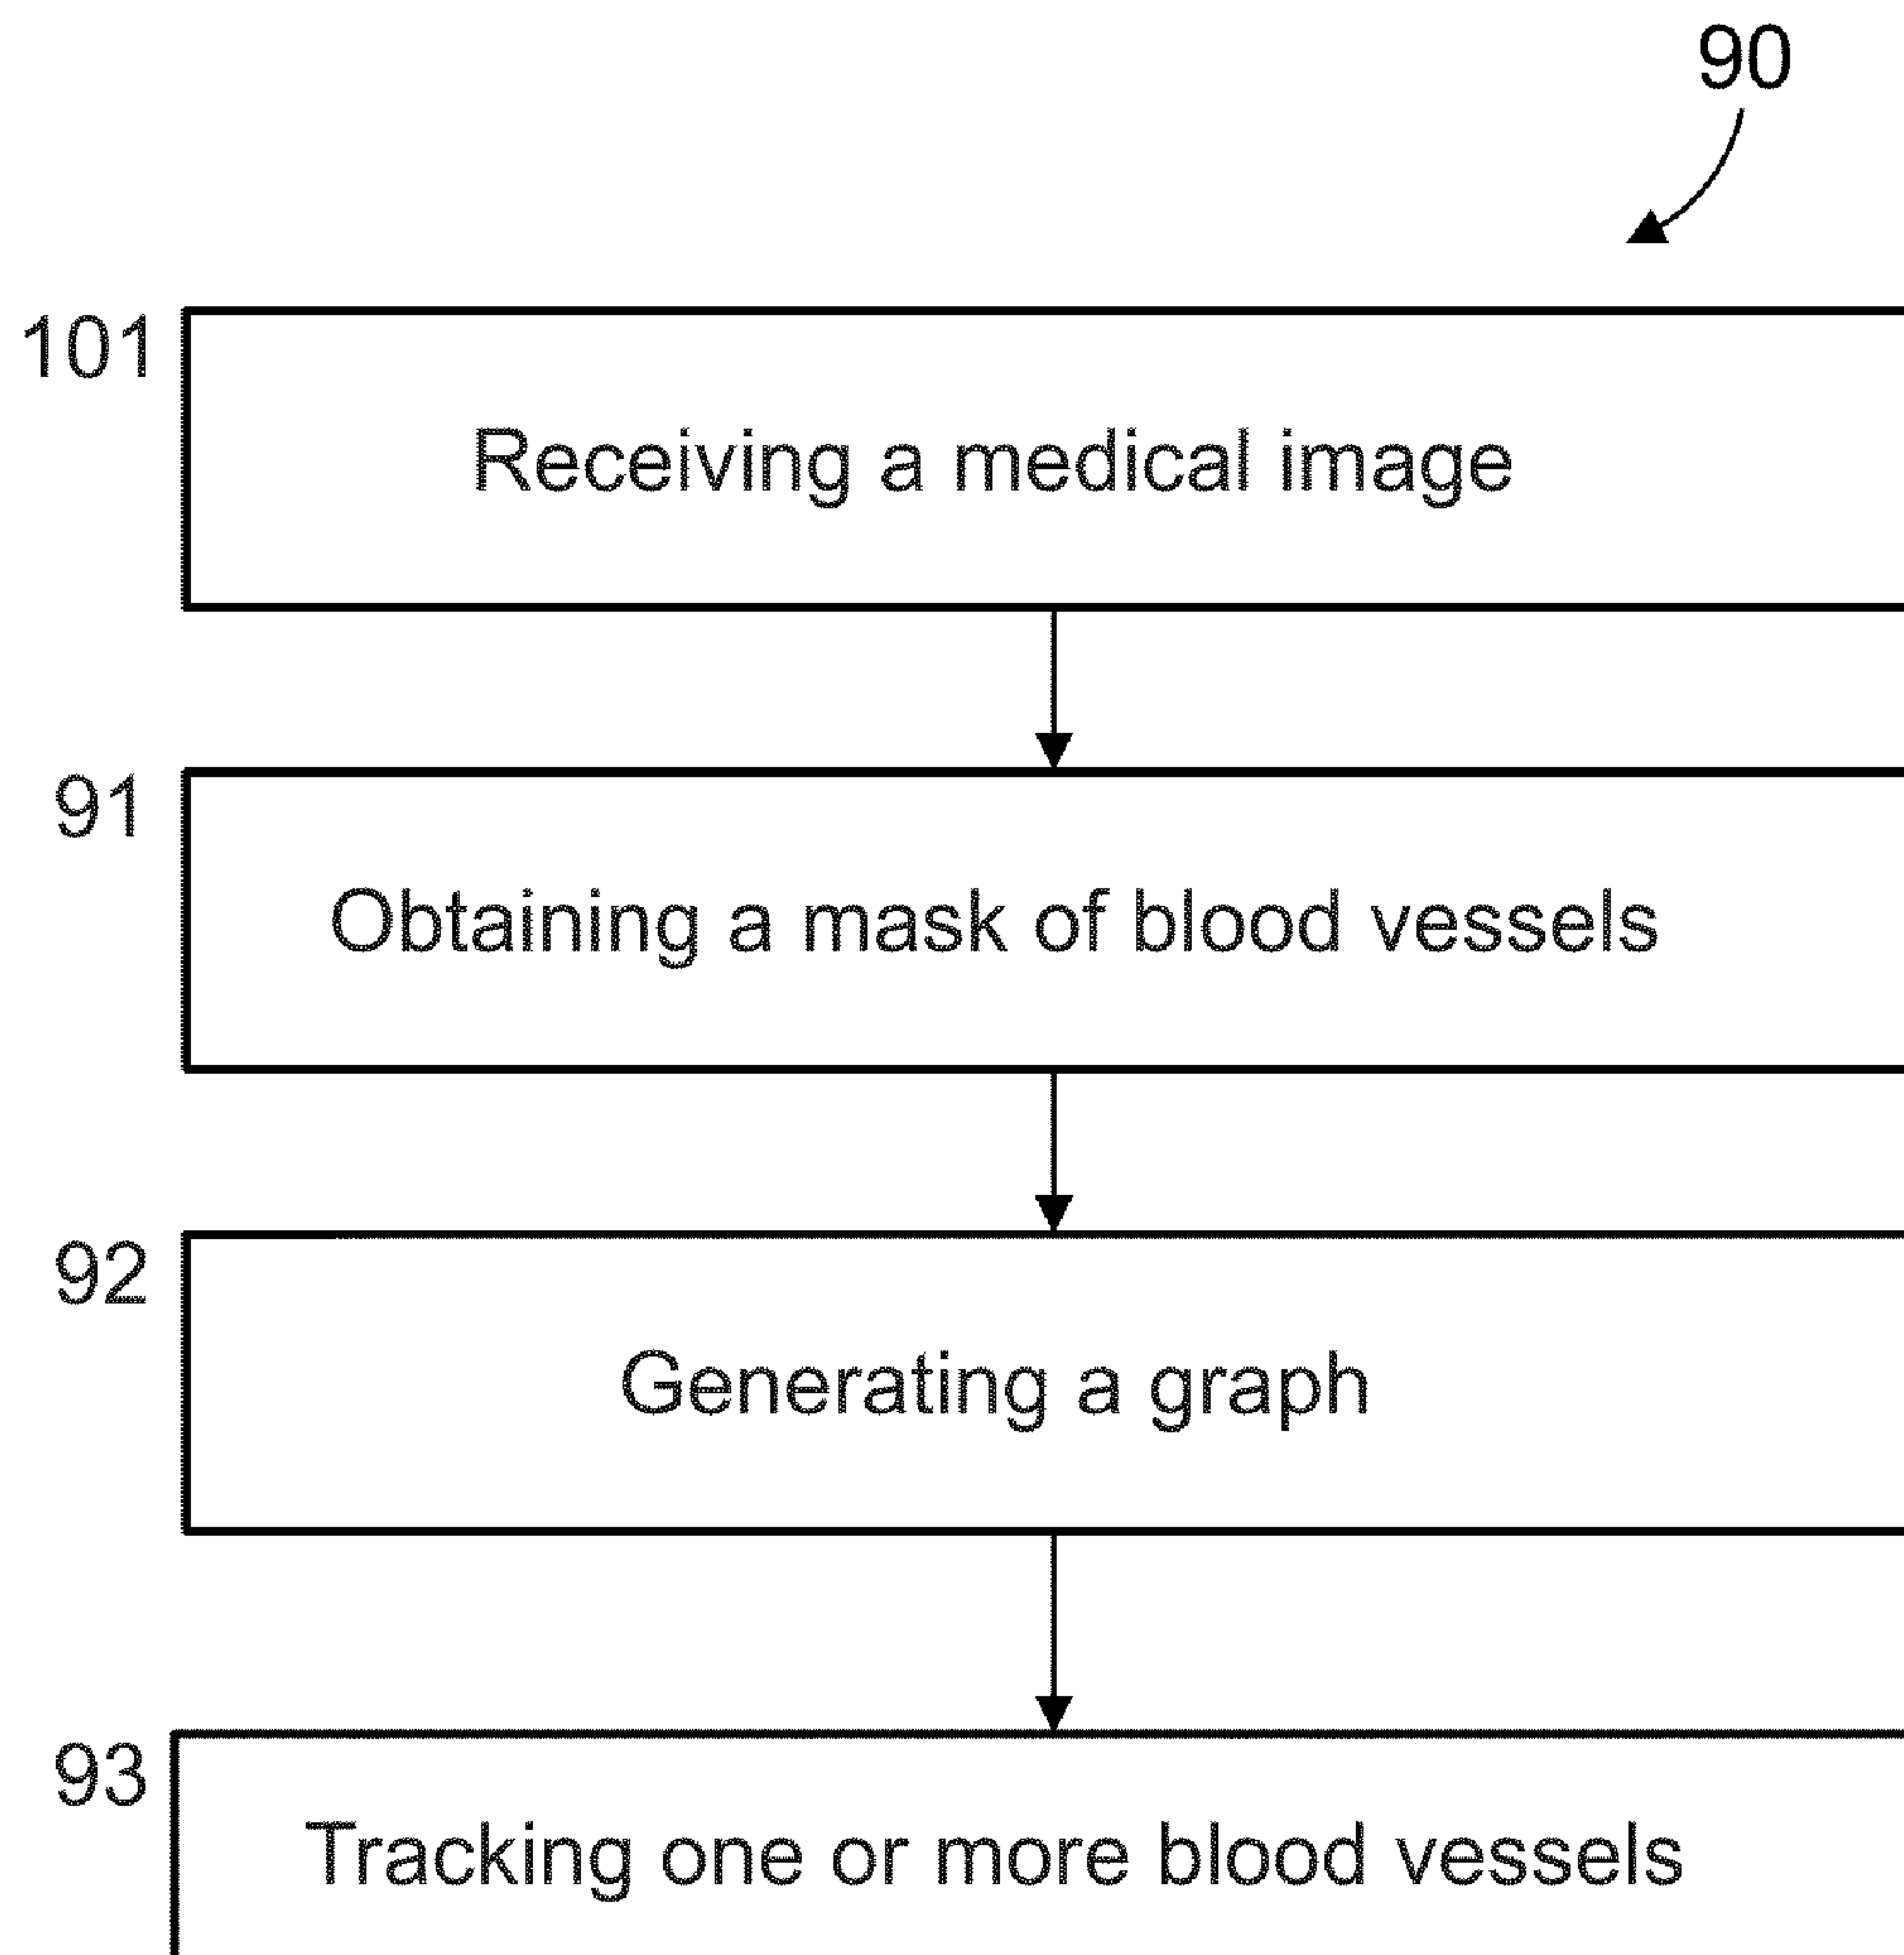 90
101
Receiving a medical image
91
Obtaining a mask of blood vessels
92
Generating a graph
93
Tracking one or more blood vessels